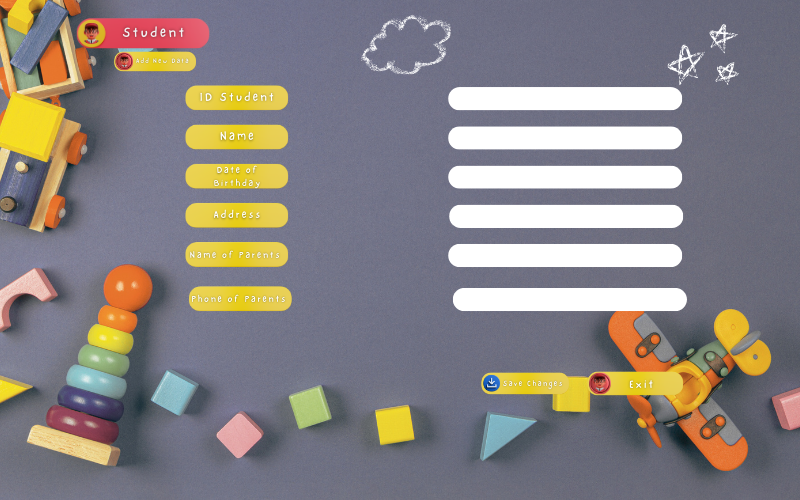 Student
Add New Data
ID Student
Name
Date of
Birthday
Address
Name of Parents
Phone of Parents
Save Changes
Exit